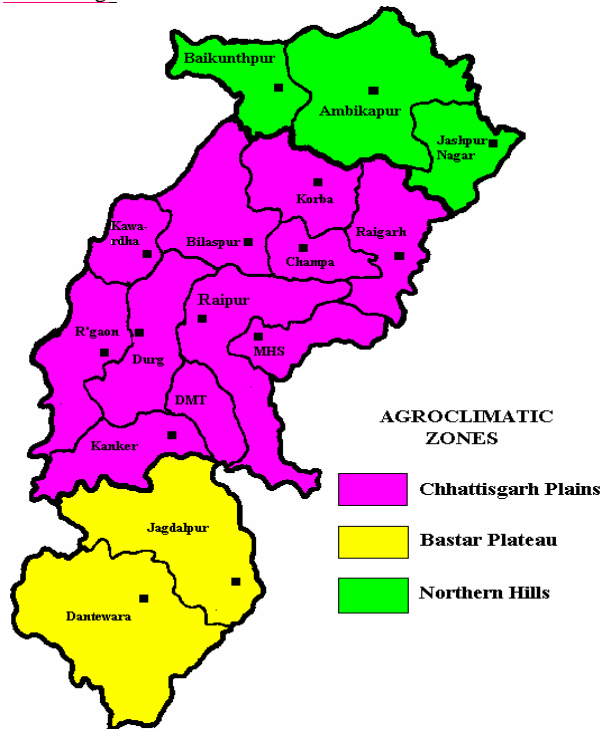 Baikunthpur
Ambikapur
Jashpur
Nagar
Korba
Kawa-
rdha
Bilaspur
Champa
Raigarh
R'gaon
Durg
Raipur
MHS
DMT
Kanker
AGROCLIMATIC
ZONES
Chhattisgarh Plains
Bastar Plateau
Northern Hills
Jagdalpur
Dantewara